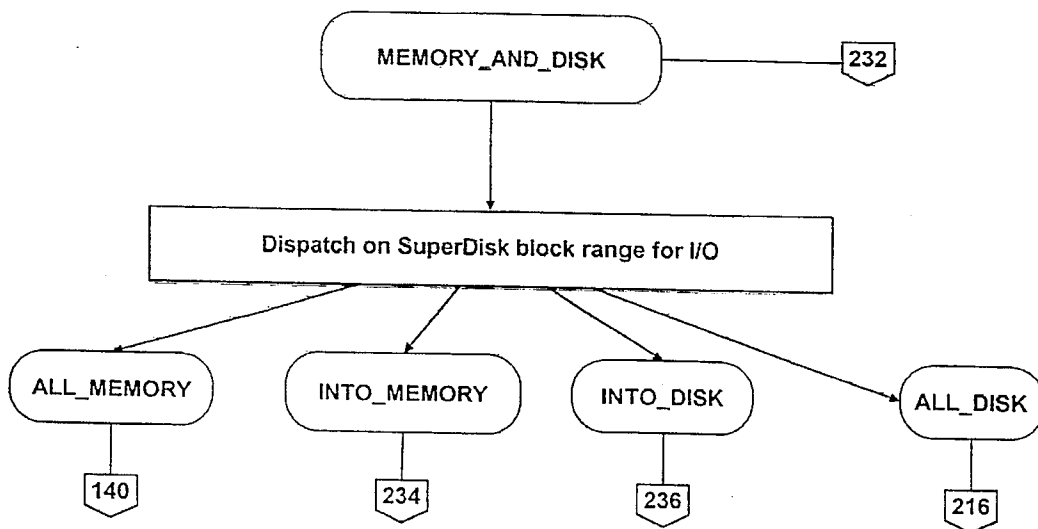 MEMORY_AND_DISK
232
Dispatch on SuperDisk block range for I/O
ALL_MEMORY
INTO_MEMORY
INTO_DISK
ALL_DISK
140
234
236
216